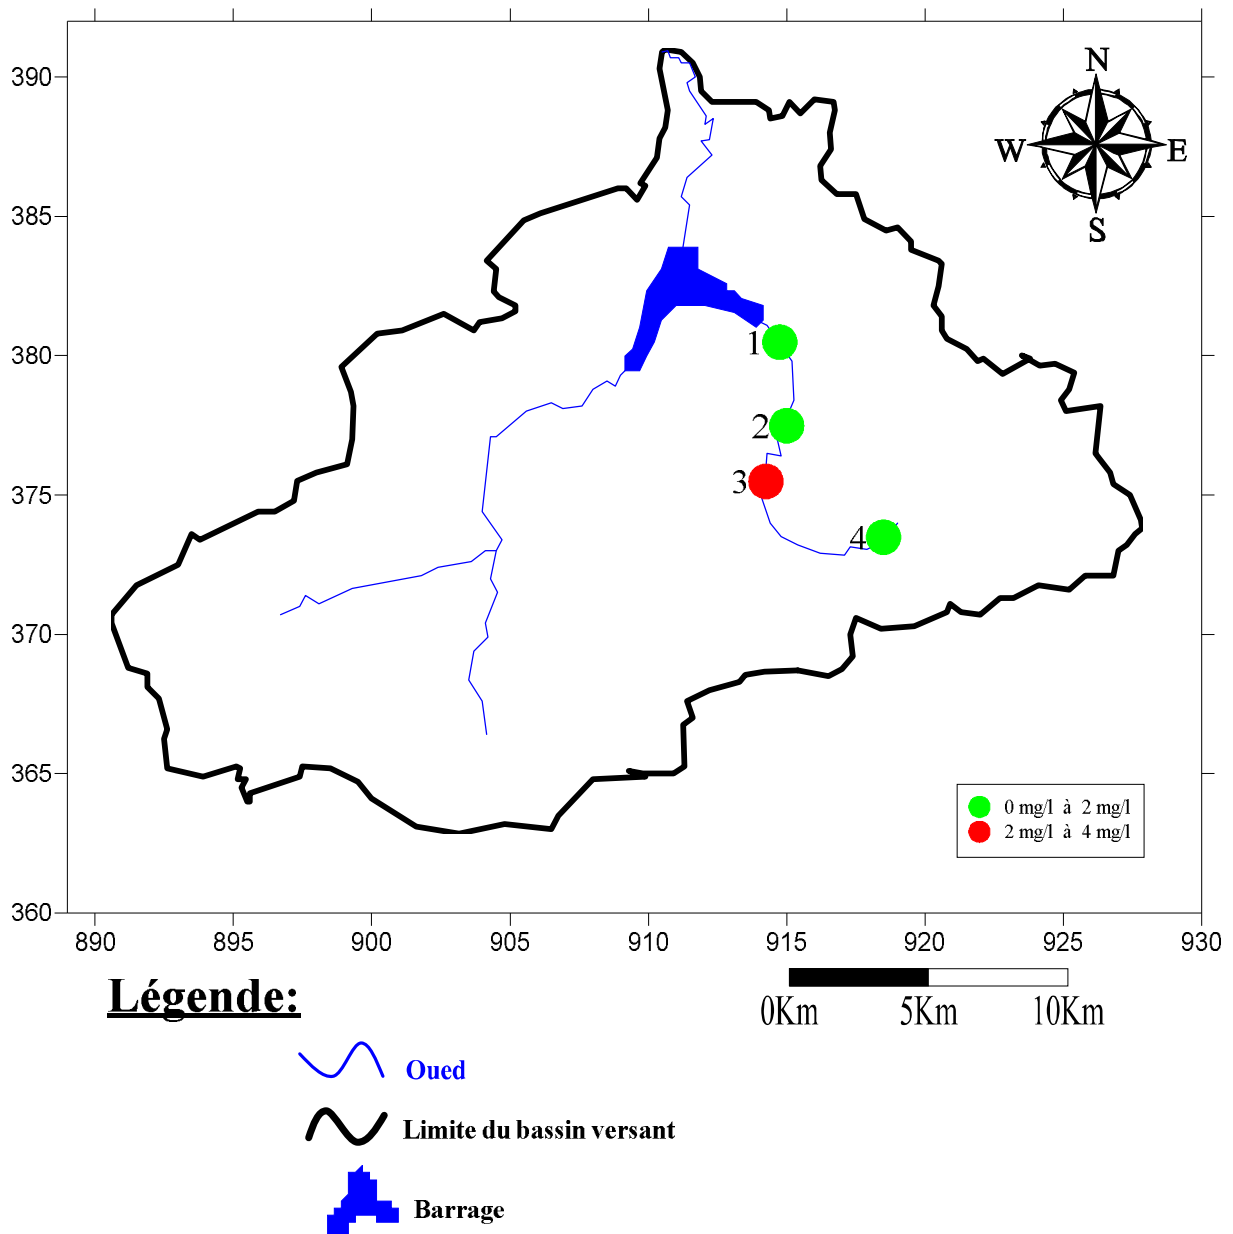 N
W E
S
390
385
380
375
370
365
360
1
2
3
4
0 mg/l à 2 mg/l
2 mg/l à 4 mg/l
890 895 900 905 910 915 920 925 930
0Km 5Km 10Km
Légende:
Oued
Limite du bassin versant
Barrage